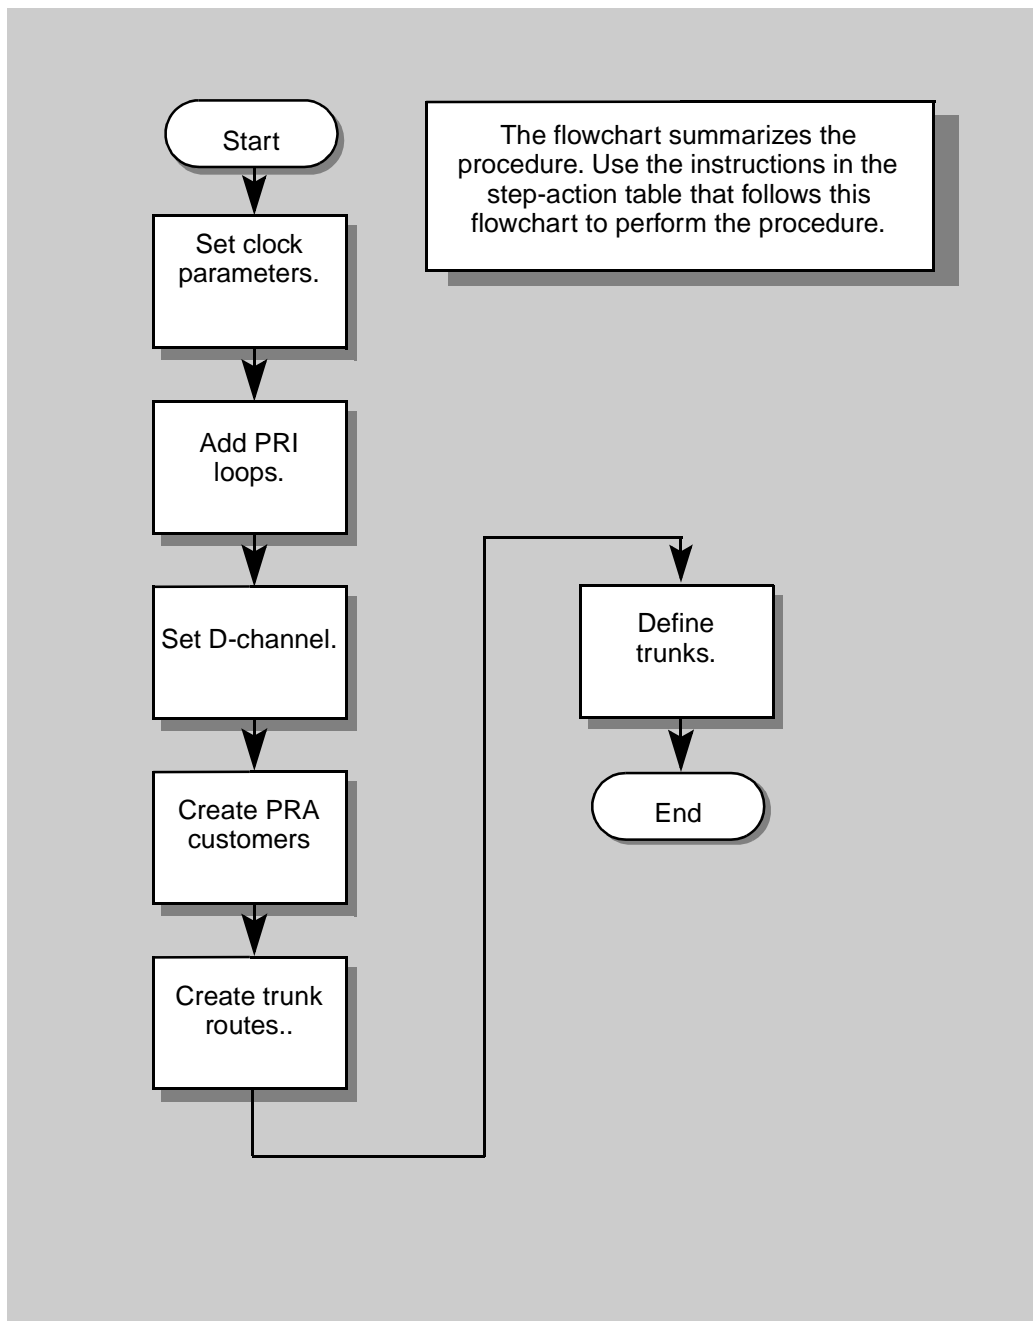 Start
The flowchart summarizes the
procedure. Use the instructions in the
step-action table that follows this
flowchart to perform the procedure.
Set clock
parameters.
Add PRI
loops.
Set D-channel.
Create PRA
customers
Create trunk
routes..
Define
trunks.
End